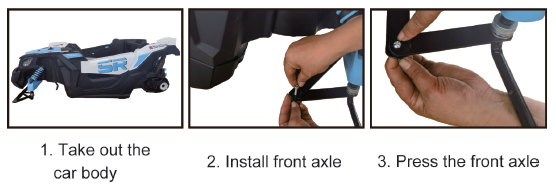 SR
1. Take out the
car body
2. Install front axle
3. Press the front axle